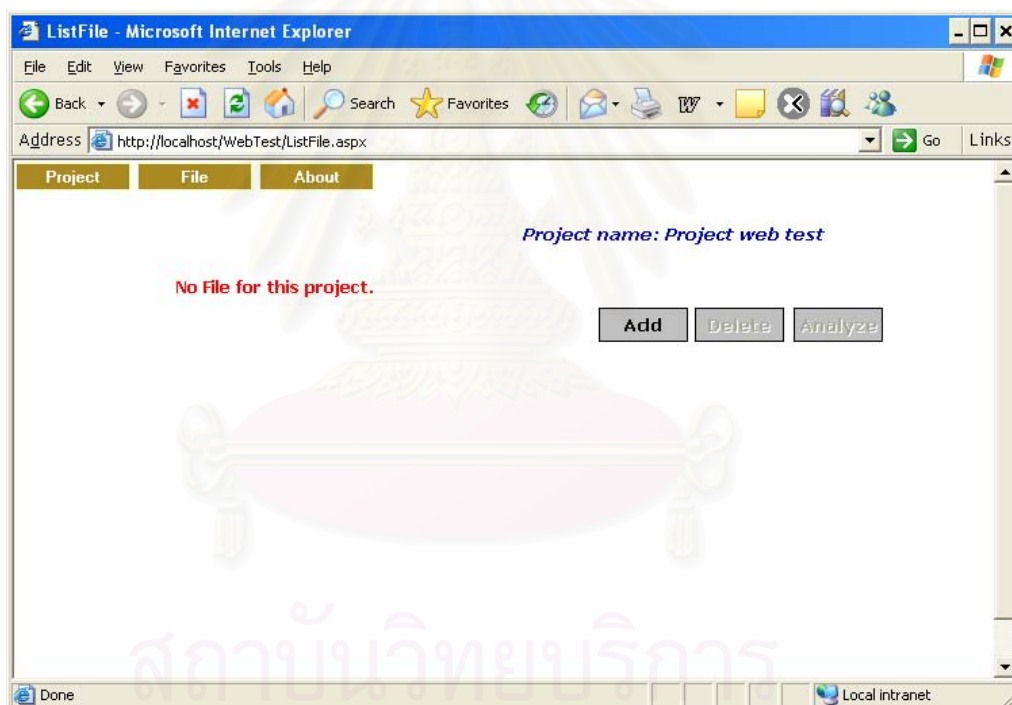 ListFile - Microsoft Internet Explorer
File Edit View Favorites Tools Help
Back Search Favorites
Address http://localhost/WebTest/ListFile.aspx Go Links
Project File About
Project name: Project web test
No File for this project.
Add Delete Analyze
สถาบันวิทยบริการ
Done Local intranet